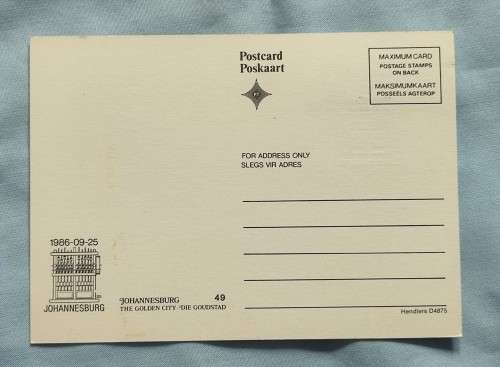 Postcard
Poskaart
MAXIMUM CARD
POSTAGE STAMPS
ON BACK
MAKSIMUMKAART
POSSEËLS AGTEROP
FOR ADDRESS ONLY
SLEGS VIR ADRES
1986-09-25
JOHANNESBURG
JOHANNESBURG 49
THE GOLDEN CITY · DIE GOUDSTAD
Hendlers D4875